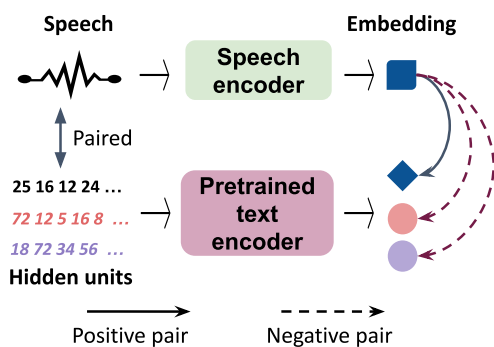 Speech
Embedding
Speech
encoder
Paired
25 16 12 24 ...
72 12 5 16 8 ...
18 72 34 56 ...
Hidden units
Pretrained
text
encoder
Positive pair
Negative pair